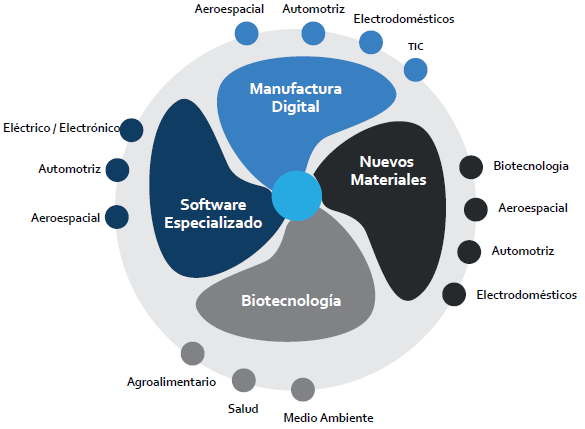 Aeroespacial
Automotriz
Electrodomésticos
TIC
Manufactura
Digital
Eléctrico / Electrónico
Automotriz
Aeroespacial
Software
Especializado
Nuevos
Materiales
Biotecnologia
Aeroespacial
Automotriz
Electrodomésticos
Biotecnología
Agroalimentario
Salud
Medio Ambiente